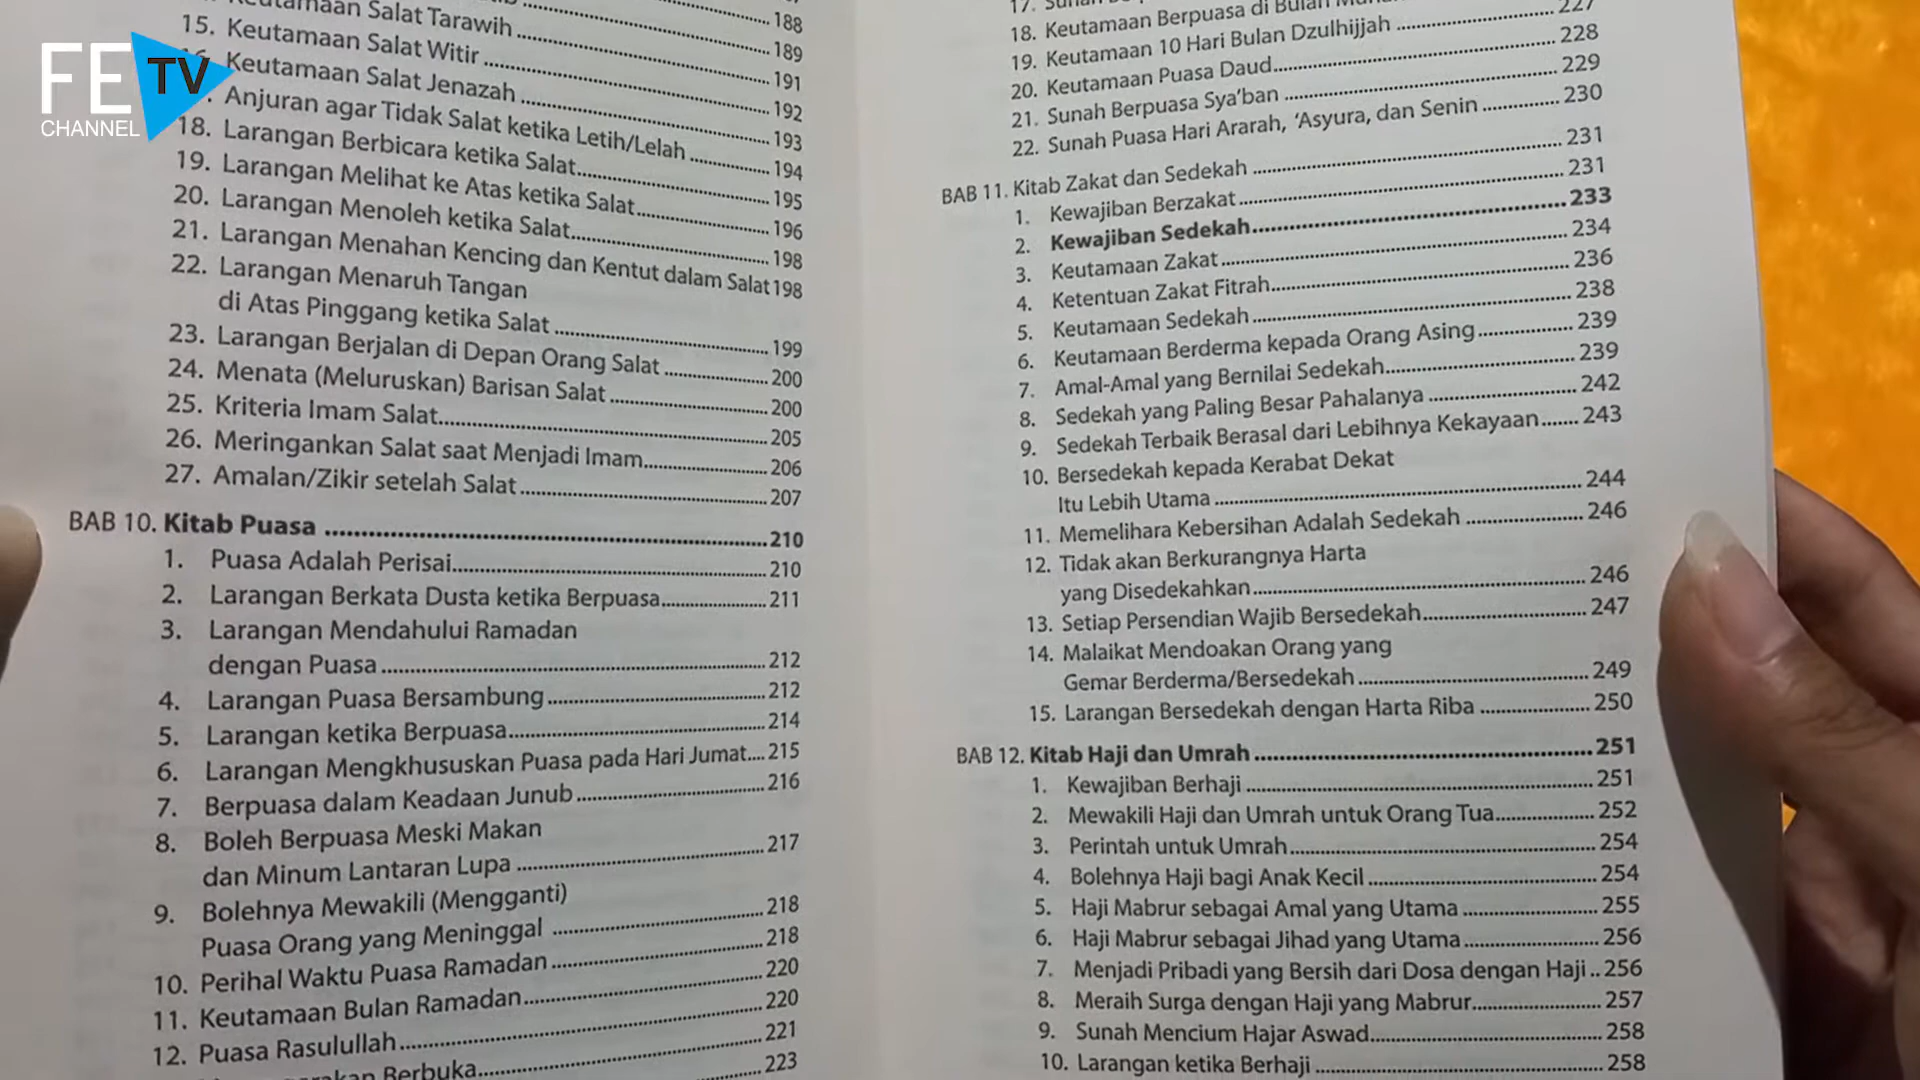 FE TV
CHANNEL
188
Salat Tarawih 189
15. Keutamaan Salat Witir 192
Keutamaan Salat Jenazah 193
Anjuran agar Tidak Salat ketika Letih/Lelah 194
18. Larangan Berbicara ketika Salat 195
19. Larangan Melihat ke Atas ketika Salat 196
20. Larangan Menoleh ketika Salat 198
21. Larangan Menahan Kencing dan Kentut dalam Salat 198
22. Larangan Menaruh Tangan
di Atas Pinggang ketika Salat 199
23. Larangan Berjalan di Depan Orang Salat 200
24. Menata (Meluruskan) Barisan Salat 200
25. Kriteria Imam Salat 205
26. Meringankan Salat saat Menjadi Imam 206
27. Amalan/Zikir setelah Salat 207
BAB 10. Kitab Puasa 210
1. Puasa Adalah Perisai 210
2. Larangan Berkata Dusta ketika Berpuasa 211
3. Larangan Mendahului Ramadan
dengan Puasa 212
4. Larangan Puasa Bersambung 212
5. Larangan ketika Berpuasa 214
6. Larangan Mengkhususkan Puasa pada Hari Jumat 215
7. Berpuasa dalam Keadaan Junub 216
8. Boleh Berpuasa Meski Makan
dan Minum Lantaran Lupa 217
9. Bolehnya Mewakili (Mengganti)
Puasa Orang yang Meninggal 218
10. Perihal Waktu Puasa Ramadan 218
11. Keutamaan Bulan Ramadan 220
12. Puasa Rasulullah 220
Berbuka 221
223
17.
18. Keutamaan Berpuasa di Bulan
19. Keutamaan 10 Hari Bulan Dzulhijjah 227
20. Keutamaan Puasa Daud 228
21. Sunah Berpuasa Sya'ban 229
22. Sunah Puasa Hari Ararah, 'Asyura, dan Senin 230
BAB 11. Kitab Zakat dan Sedekah 231
1. Kewajiban Berzakat 231
2. Kewajiban Sedekah 233
3. Keutamaan Zakat 234
4. Ketentuan Zakat Fitrah 236
5. Keutamaan Sedekah 238
6. Keutamaan Berderma kepada Orang Asing 239
7. Amal-Amal yang Bernilai Sedekah 239
8. Sedekah yang Paling Besar Pahalanya 242
9. Sedekah Terbaik Berasal dari Lebihnya Kekayaan 243
10. Bersedekah kepada Kerabat Dekat
Itu Lebih Utama 244
11. Memelihara Kebersihan Adalah Sedekah 246
12. Tidak akan Berkurangnya Harta
yang Disedekahkan 246
13. Setiap Persendian Wajib Bersedekah 247
14. Malaikat Mendoakan Orang yang
Gemar Berderma/Bersedekah 249
15. Larangan Bersedekah dengan Harta Riba 250
BAB 12. Kitab Haji dan Umrah 251
1. Kewajiban Berhaji 251
2. Mewakili Haji dan Umrah untuk Orang Tua 252
3. Perintah untuk Umrah 254
4. Bolehnya Haji bagi Anak Kecil 254
5. Haji Mabrur sebagai Amal yang Utama 255
6. Haji Mabrur sebagai Jihad yang Utama 256
7. Menjadi Pribadi yang Bersih dari Dosa dengan Haji 256
8. Meraih Surga dengan Haji yang Mabrur 257
9. Sunah Mencium Hajar Aswad 258
10. Larangan ketika Berhaji 258